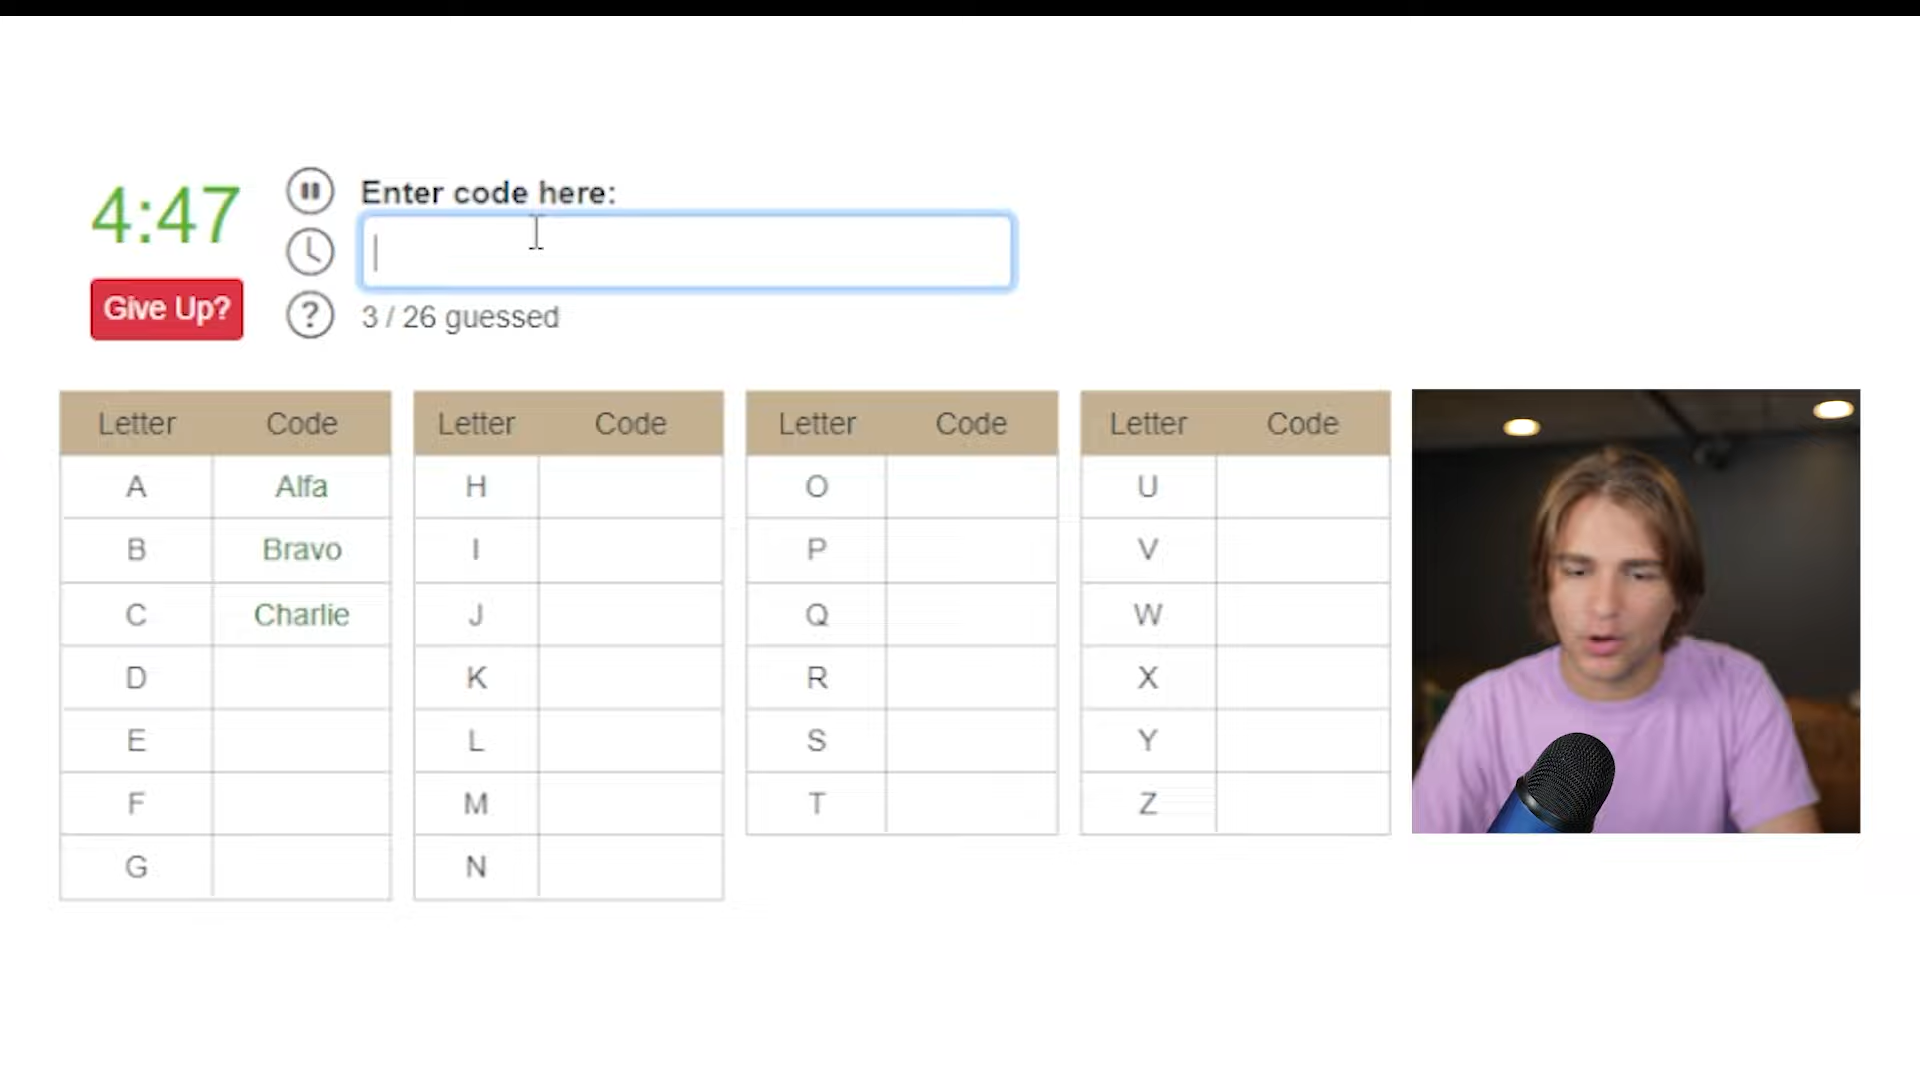 4:47
Enter code here:
Give Up?
?
3 / 26 guessed
Letter Code Letter Code Letter Code Letter Code
A Alfa H O U
B Bravo I P V
C Charlie J Q W
D K R X
E L S Y
F M T Z
G N